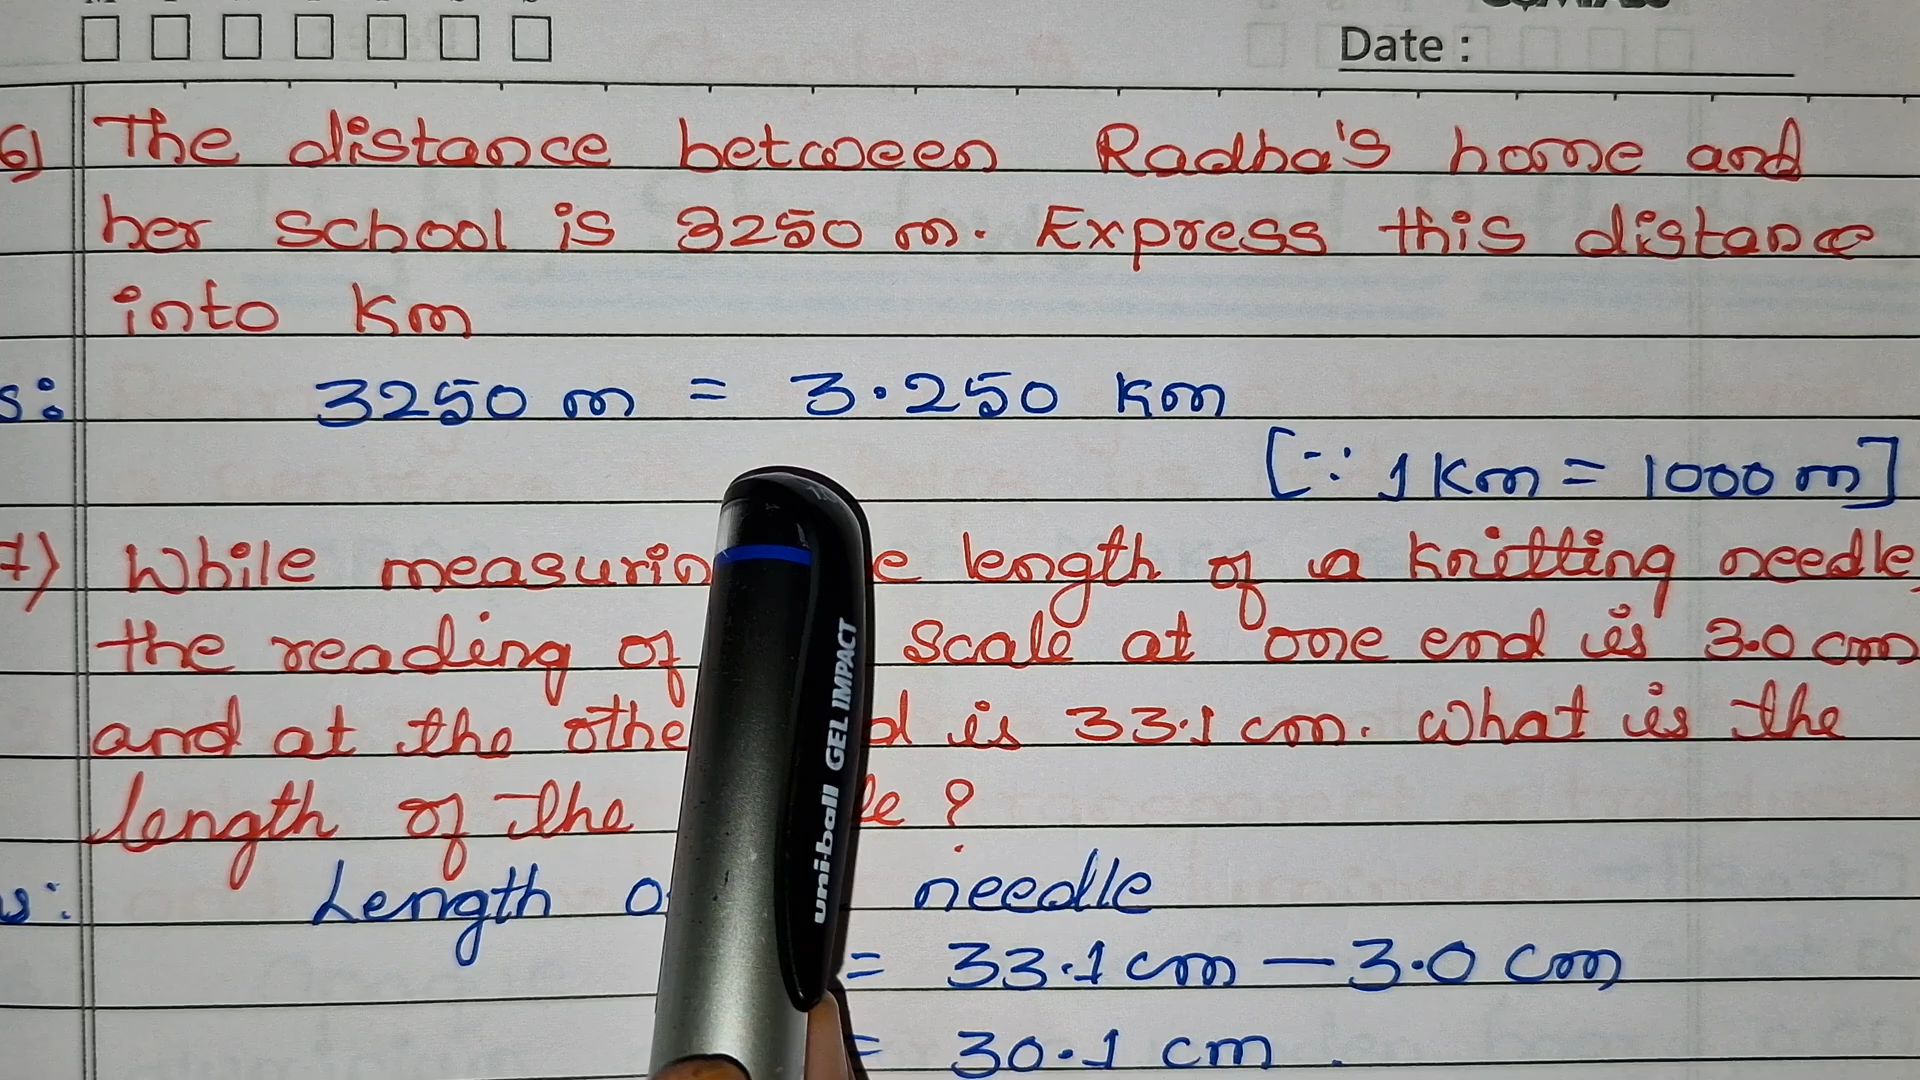 Date :
6) The distance between Radha's home and
her school is 3250 m. Express this distance
into Km
s: 3250 m = 3.250 Km
[∵ 1 Km = 1000 m]
7) While measurin e length of a knitting needle,
the reading of scale at one end is 3.0 cm
and at the othe d is 33.1 cm. What is the
length of the le ?
s: Length o needle
= 33.1 cm — 3.0 cm
= 30.1 cm .
uni-ball GEL IMPACT